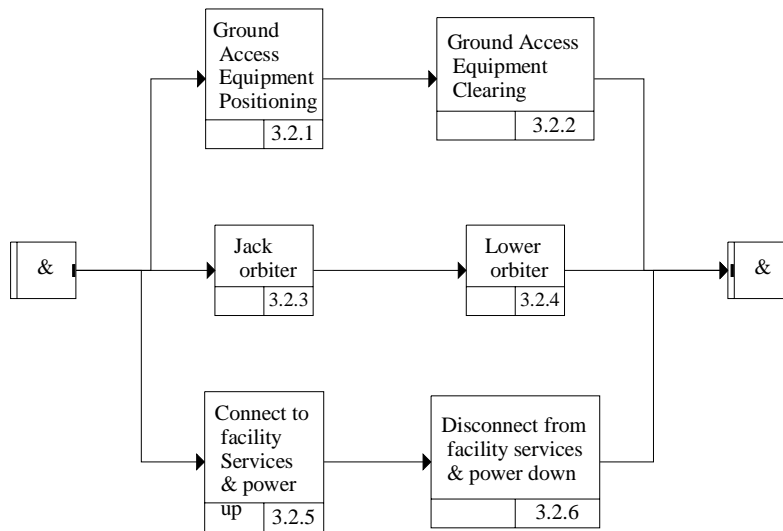 Ground
Access
Equipment
Positioning
3.2.1
Ground Access
Equipment
Clearing
3.2.2
&
Jack
orbiter
3.2.3
Lower
orbiter
3.2.4
&
Connect to
facility
Services
& power
up
3.2.5
Disconnect from
facility services
& power down
3.2.6